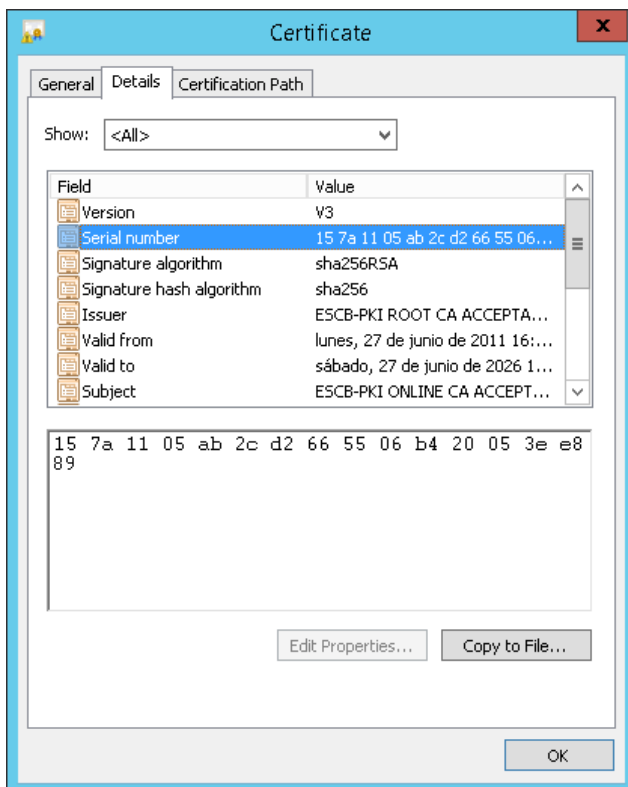 Certificate
x
General Details Certification Path
Show: <All>
Field Value
Version V3
Serial number 15 7a 11 05 ab 2c d2 66 55 06...
Signature algorithm sha256RSA
Signature hash algorithm sha256
Issuer ESCB-PKI ROOT CA ACCEPTA...
Valid from lunes, 27 de junio de 2011 16:...
Valid to sábado, 27 de junio de 2026 1...
Subject ESCB-PKI ONLINE CA ACCEPT...
15 7a 11 05 ab 2c d2 66 55 06 b4 20 05 3e e8
89
Edit Properties... Copy to File...
OK